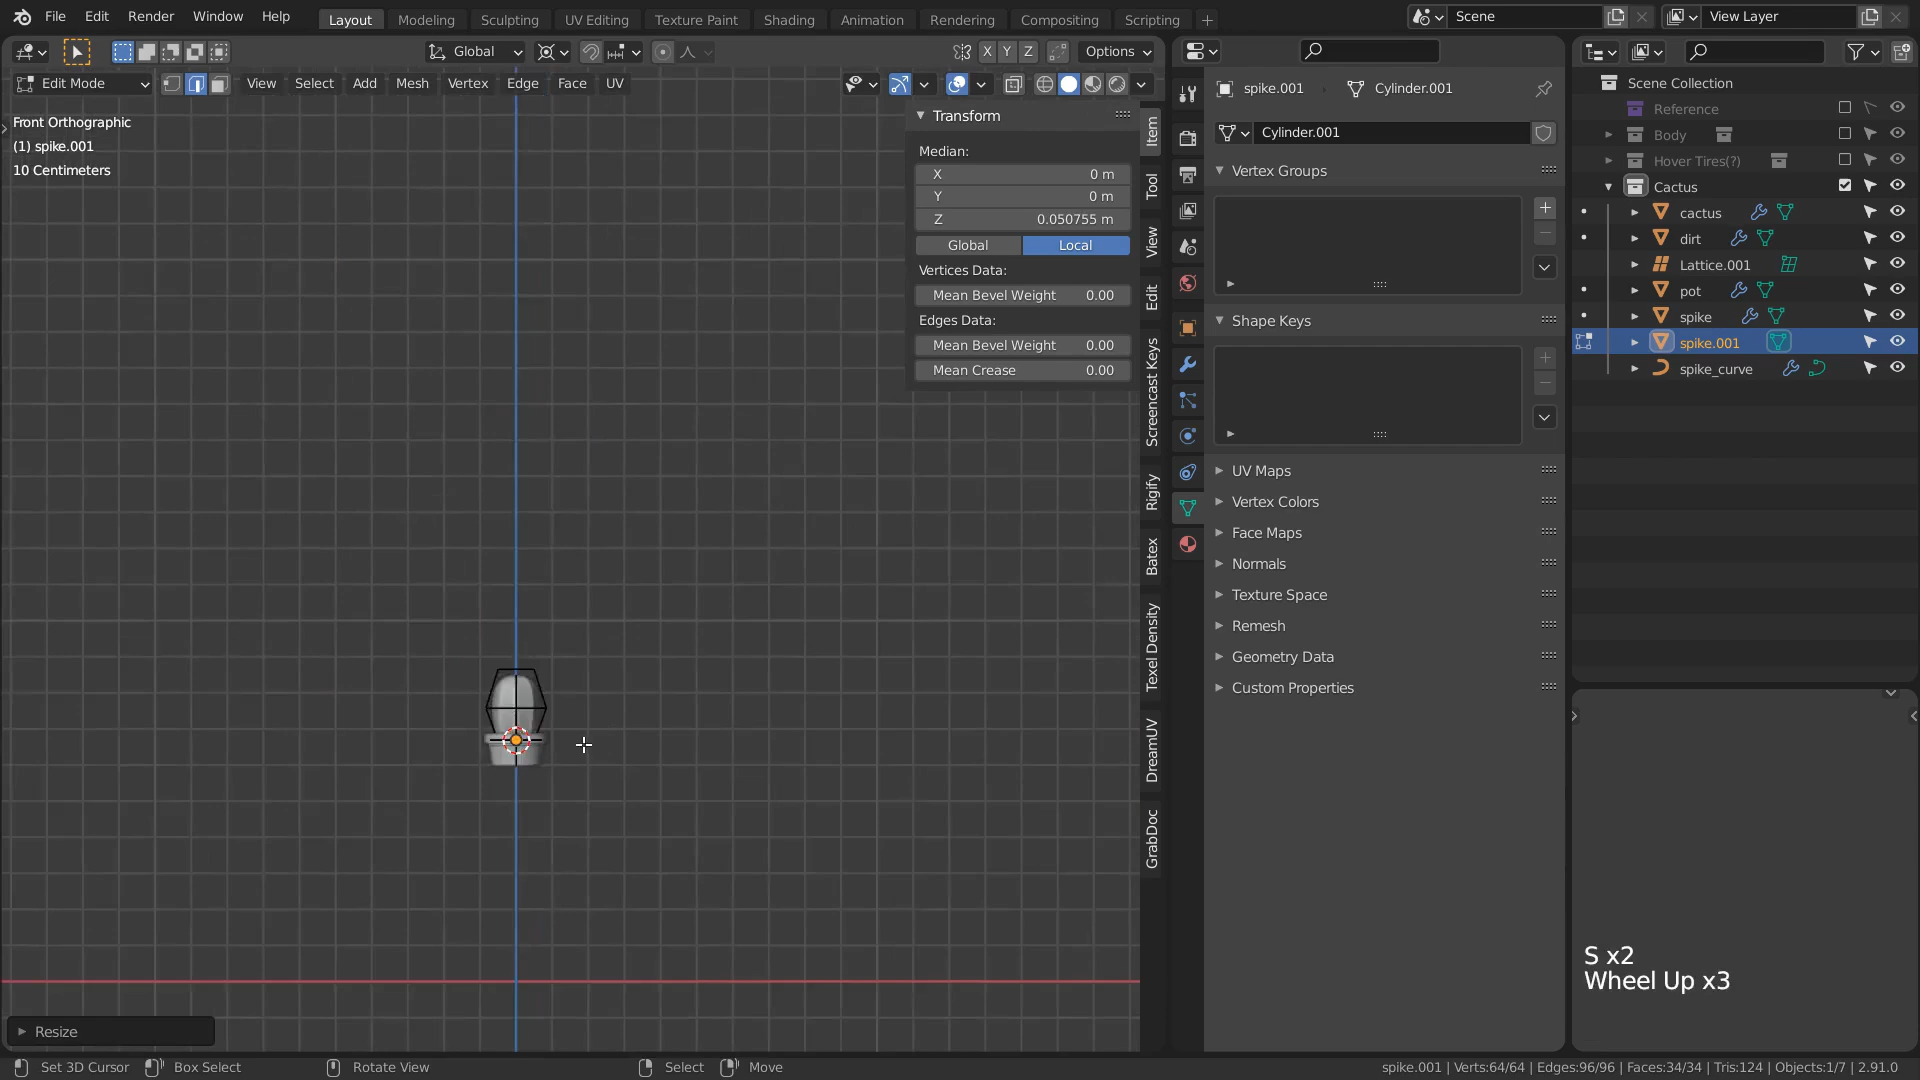 File Edit Render Window Help Layout Modeling Sculpting UV Editing Texture Paint Shading Animation Rendering Compositing Scripting Scene View Layer
Global X Y Z Options
Edit Mode View Select Add Mesh Vertex Edge Face UV
Front Orthographic
(1) spike.001
10 Centimeters
Transform
Median:
X 0 m
Y 0 m
Z 0.050755 m
Global Local
Vertices Data:
Mean Bevel Weight 0.00
Edges Data:
Mean Bevel Weight 0.00
Mean Crease 0.00
Item
Tool
View
Edit
Screencast Keys
Rigify
Batex
Texel Density
DreamUV
GrabDoc
spike.001 Cylinder.001
Cylinder.001
Vertex Groups
Shape Keys
UV Maps
Vertex Colors
Face Maps
Normals
Texture Space
Remesh
Geometry Data
Custom Properties
Scene Collection
Reference
Body
Hover Tires(?)
Cactus
cactus
dirt
Lattice.001
pot
spike
spike.001
spike_curve
S x2
Wheel Up x3
Resize
Set 3D Cursor Box Select Rotate View Select Move spike.001 | Verts:64/64 | Edges:96/96 | Faces:34/34 | Tris:124 | Objects:1/7 | 2.91.0